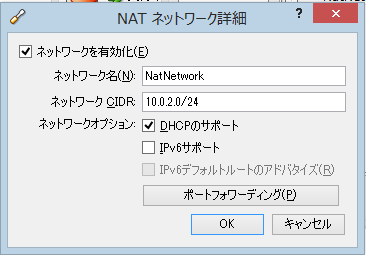 NAT ネットワーク詳細
?
ネットワークを有効化(E)
ネットワーク名(N): NatNetwork
ネットワーク CIDR: 10.0.2.0/24
ネットワークオプション: DHCPのサポート
IPv6サポート
IPv6デフォルトルートのアドバタイズ(R)
ポートフォワーディング(P)
OK キャンセル